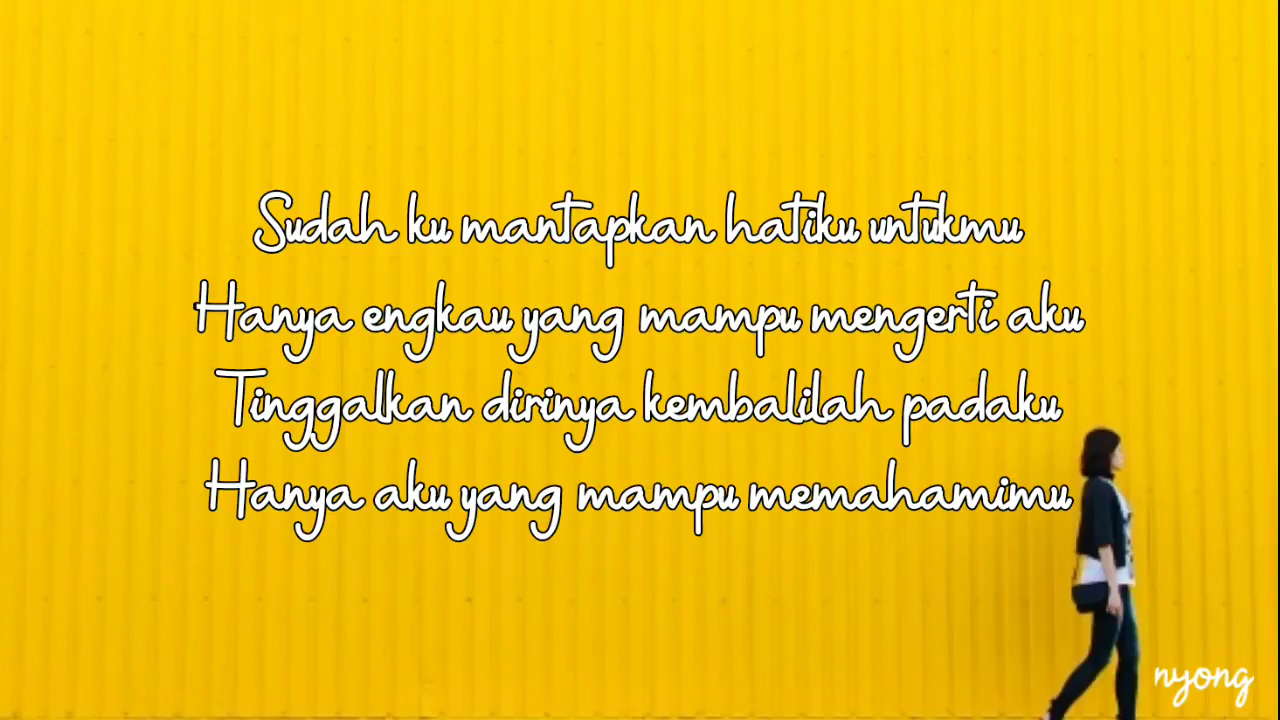 Sudah ku mantapkan hatiku untukmu
Hanya engkau yang mampu mengerti aku
Tinggalkan dirinya kembalilah padaku
Hanya aku yang mampu memahamimu
nyong